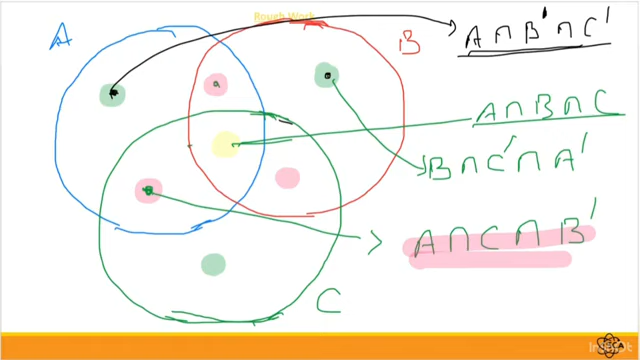 Rough Work
A
B
A ∩ B' ∩ C'
A ∩ B ∩ C
B ∩ C' ∩ A'
A ∩ C ∩ B'
C